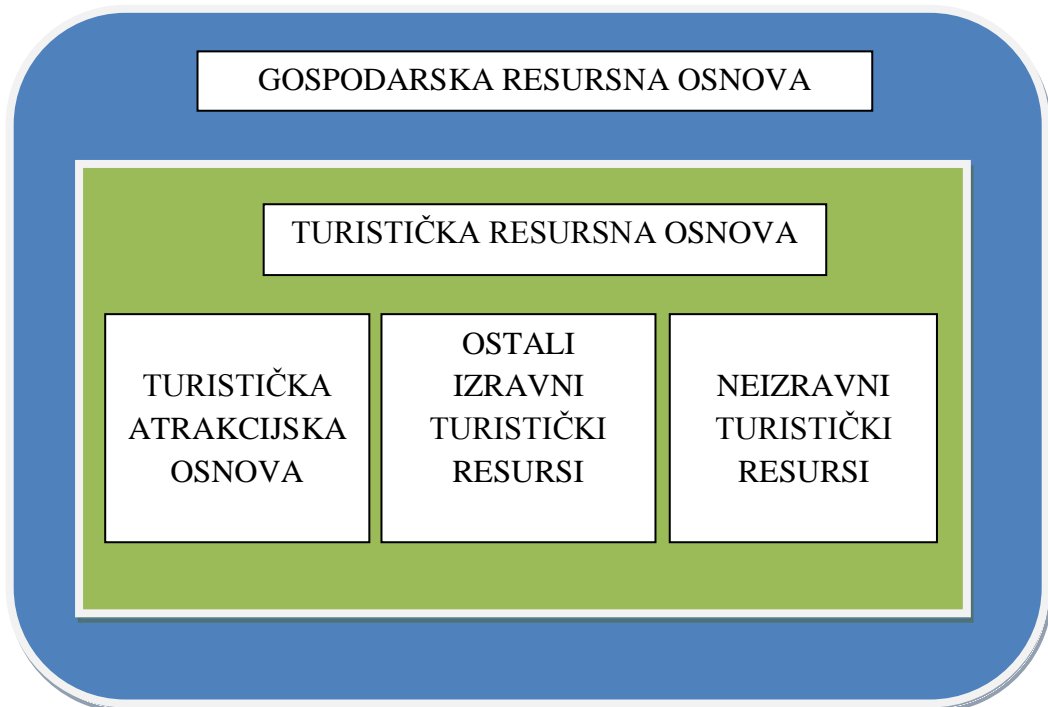 GOSPODARSKA RESURSNA OSNOVA
TURISTIČKA RESURSNA OSNOVA
TURISTIČKA
ATRAKCIJSKA
OSNOVA
OSTALI
IZRAVNI
TURISTIČKI
RESURSI
NEIZRAVNI
TURISTIČKI
RESURSI